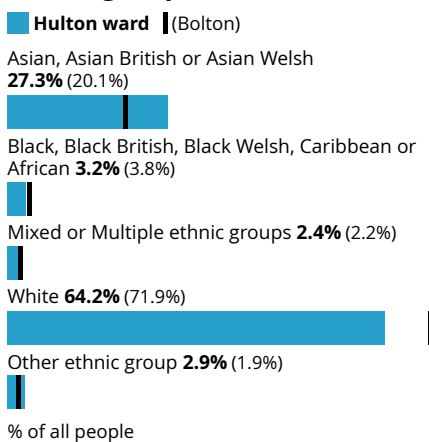 Hulton ward (Bolton)
Asian, Asian British or Asian Welsh
27.3% (20.1%)
Black, Black British, Black Welsh, Caribbean or
African 3.2% (3.8%)
Mixed or Multiple ethnic groups 2.4% (2.2%)
White 64.2% (71.9%)
Other ethnic group 2.9% (1.9%)
% of all people